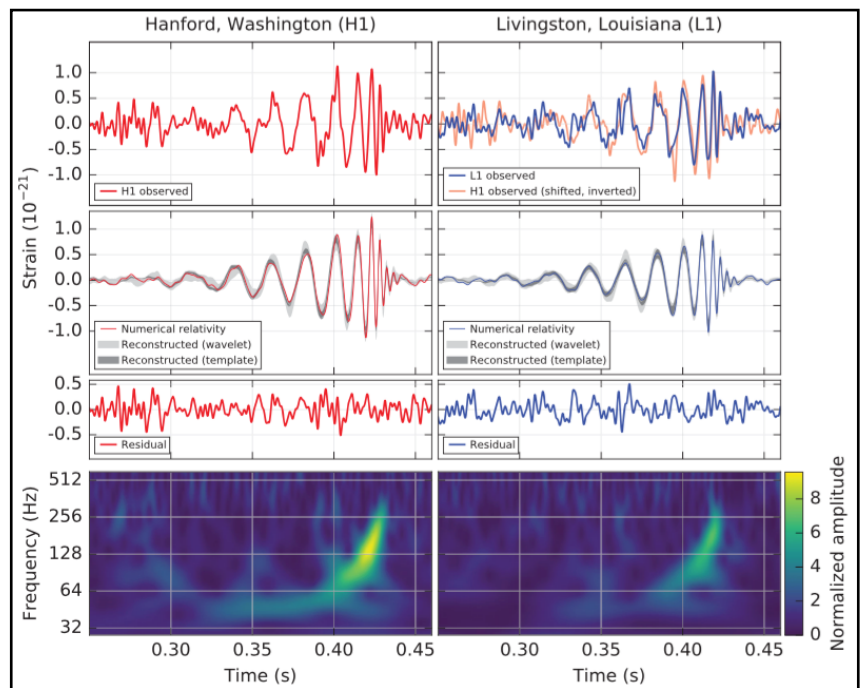 Hanford, Washington (H1)
Livingston, Louisiana (L1)
Strain (10⁻²¹)
1.0
0.5
0.0
-0.5
-1.0
H1 observed
L1 observed
H1 observed (shifted, inverted)
1.0
0.5
0.0
-0.5
-1.0
Numerical relativity
Reconstructed (wavelet)
Reconstructed (template)
Numerical relativity
Reconstructed (wavelet)
Reconstructed (template)
0.5
0.0
-0.5
Residual
Residual
Frequency (Hz)
512
256
128
64
32
Normalized amplitude
8
6
4
2
0
0.30
0.35
0.40
0.45
0.30
0.35
0.40
0.45
Time (s)
Time (s)